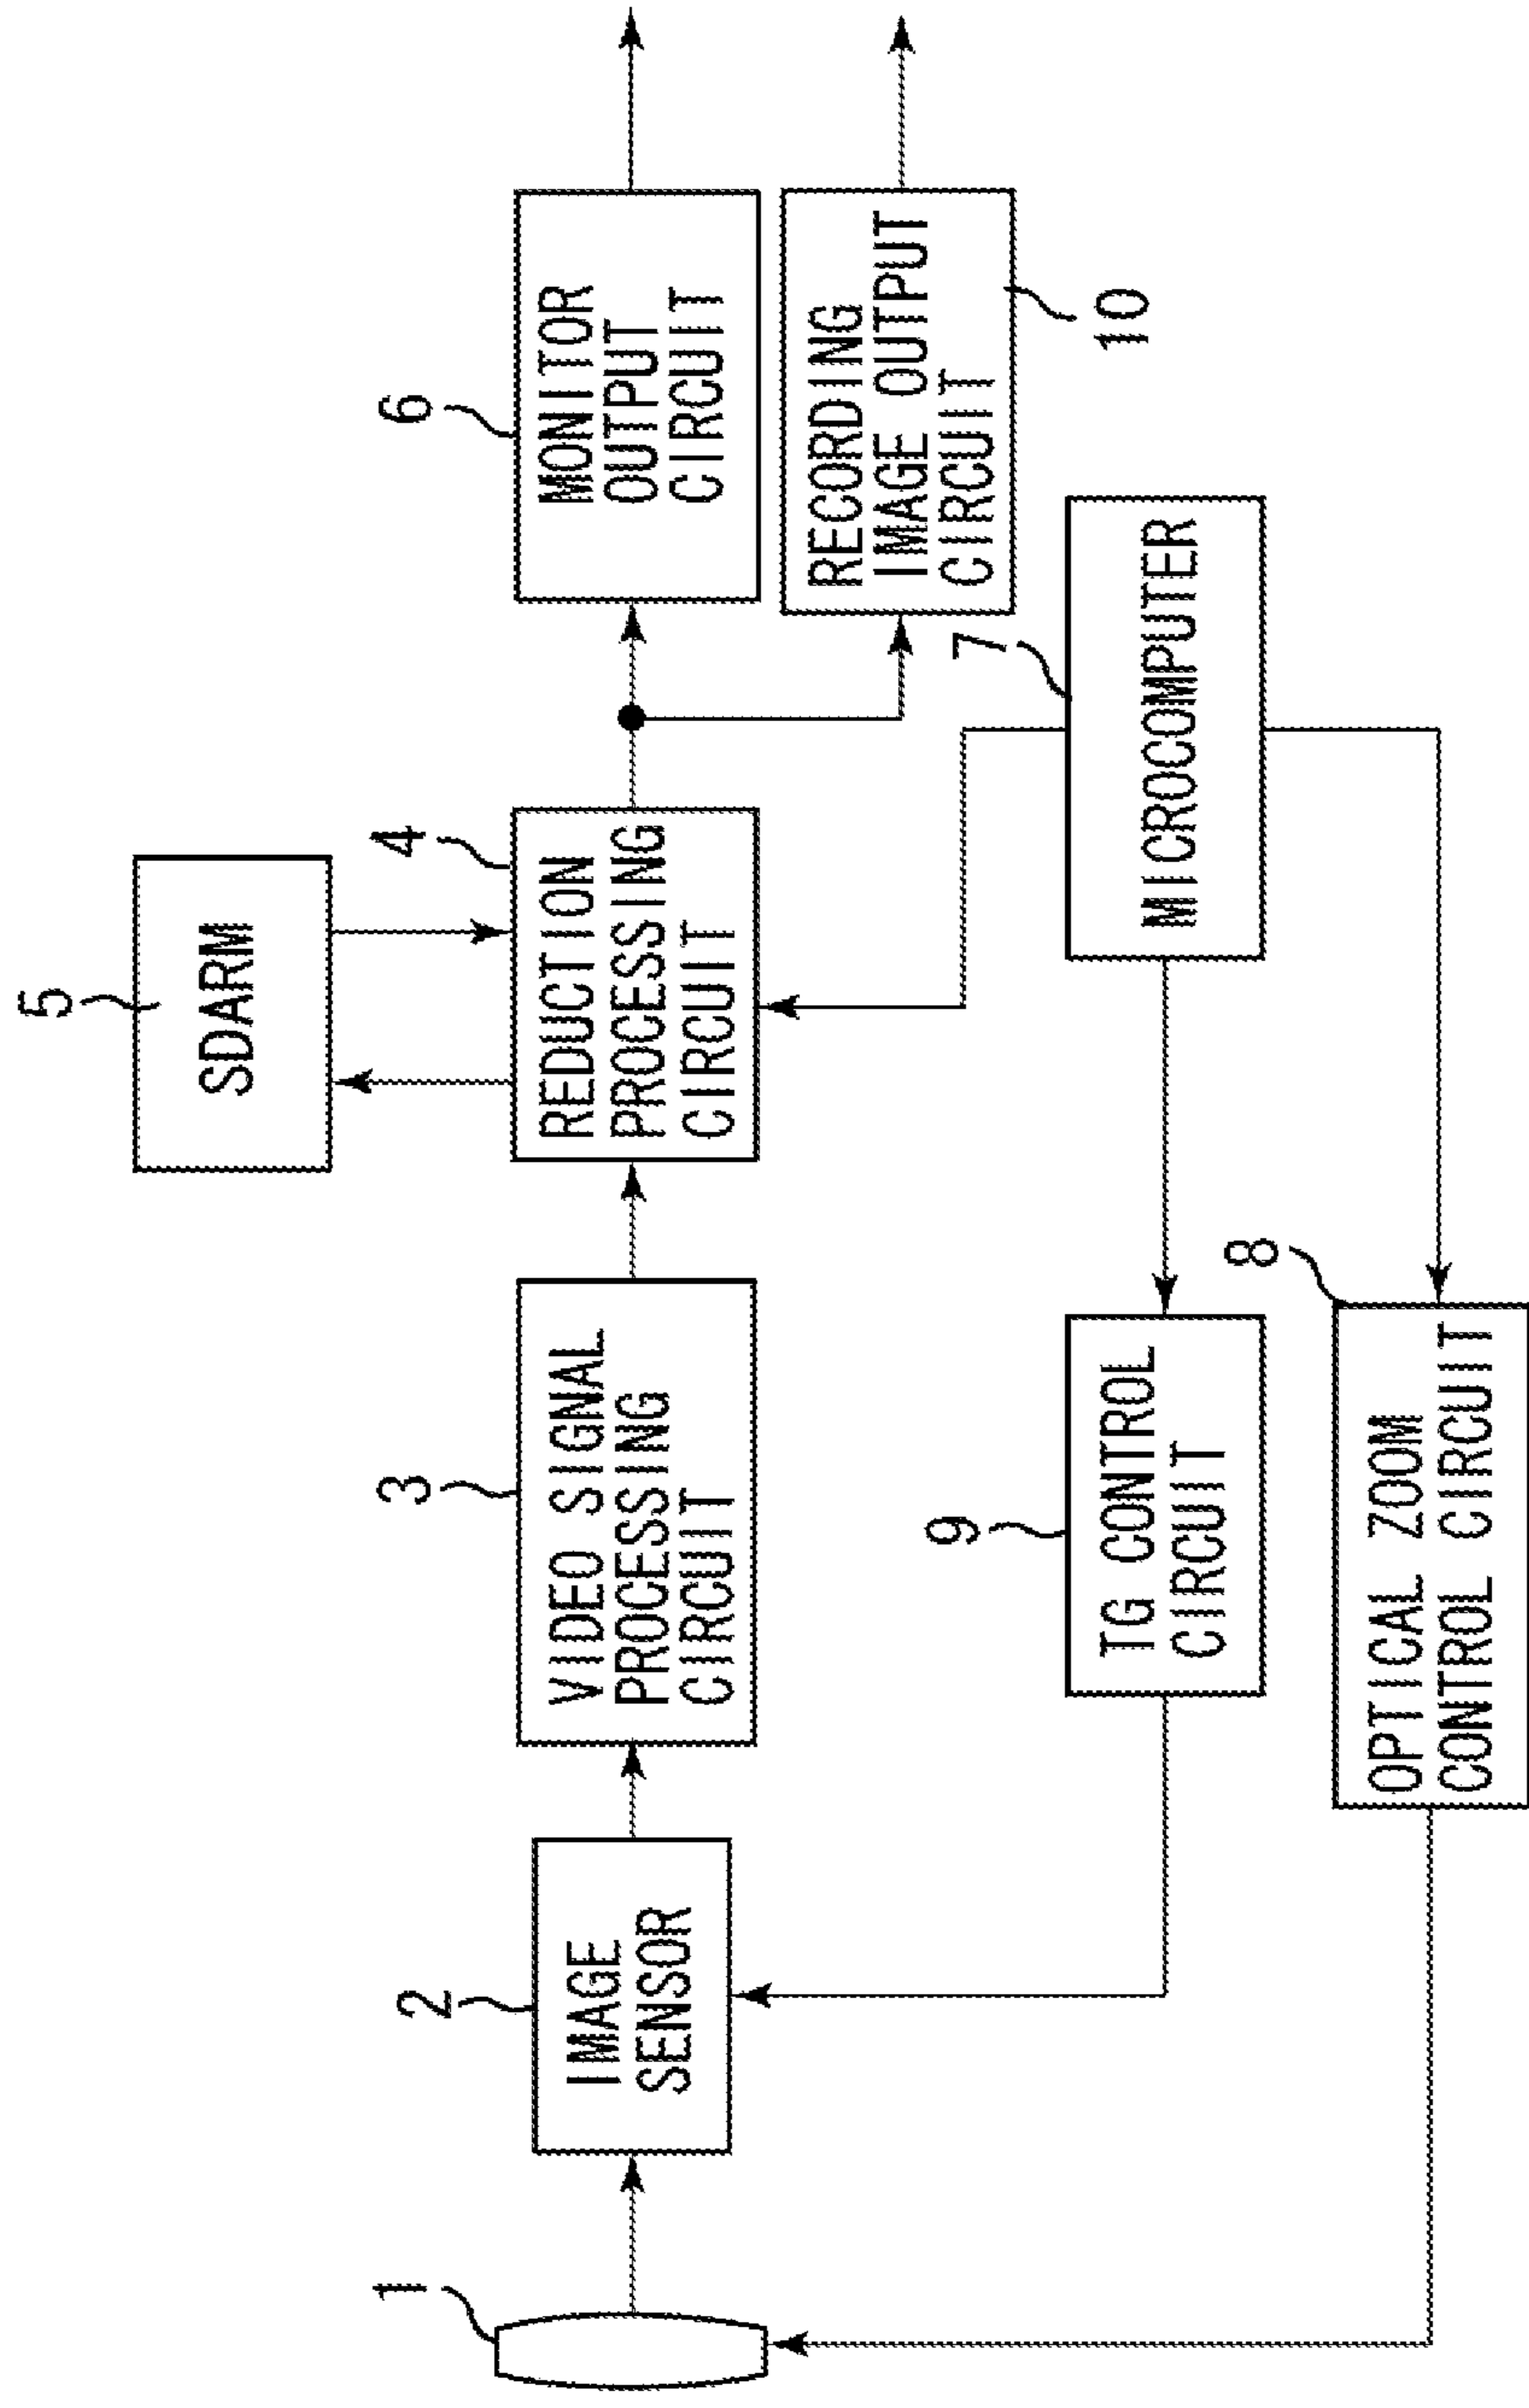 5
SDARM
1
2
3
4
6
IMAGE
SENSOR
VIDEO SIGNAL
PROCESSING
CIRCUIT
REDUCTION
PROCESSING
CIRCUIT
MONITOR
OUTPUT
CIRCUIT
RECORDING
IMAGE OUTPUT
CIRCUIT
10
9
TG CONTROL
CIRCUIT
7
MICROCOMPUTER
8
OPTICAL ZOOM
CONTROL CIRCUIT